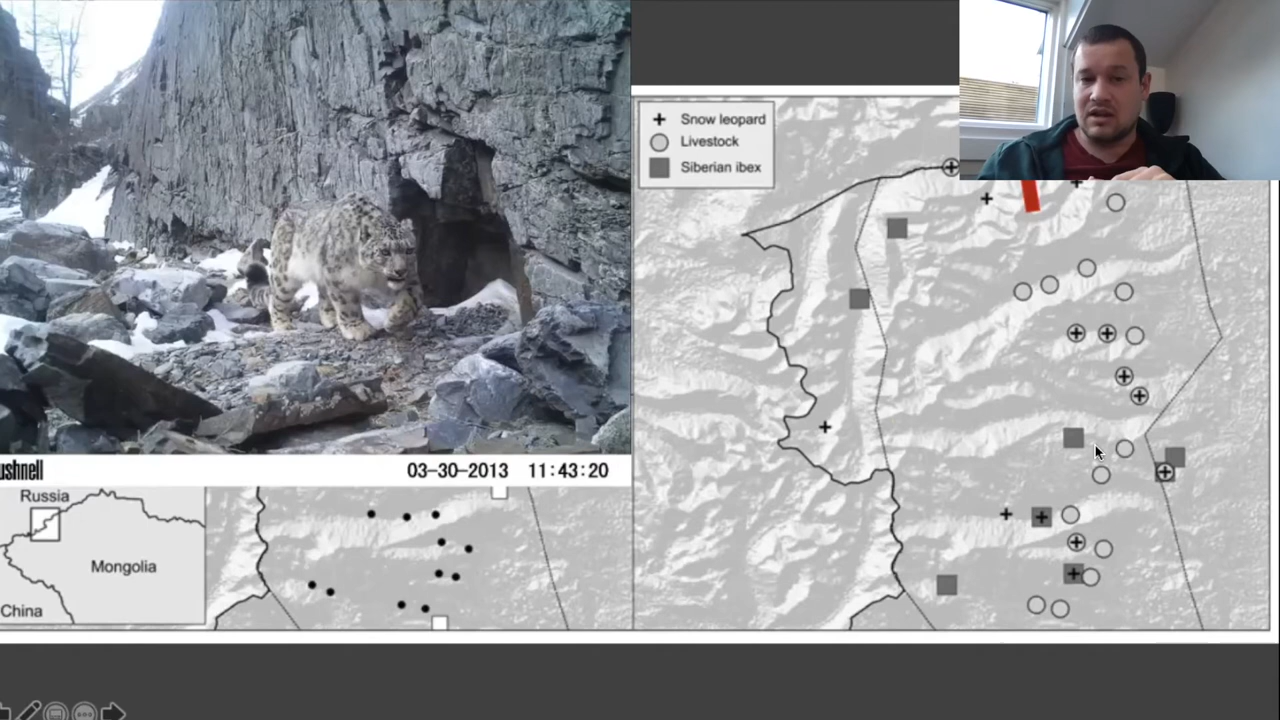 ushnell
03-30-2013 11:43:20
Russia
Mongolia
China
Snow leopard
Livestock
Siberian ibex